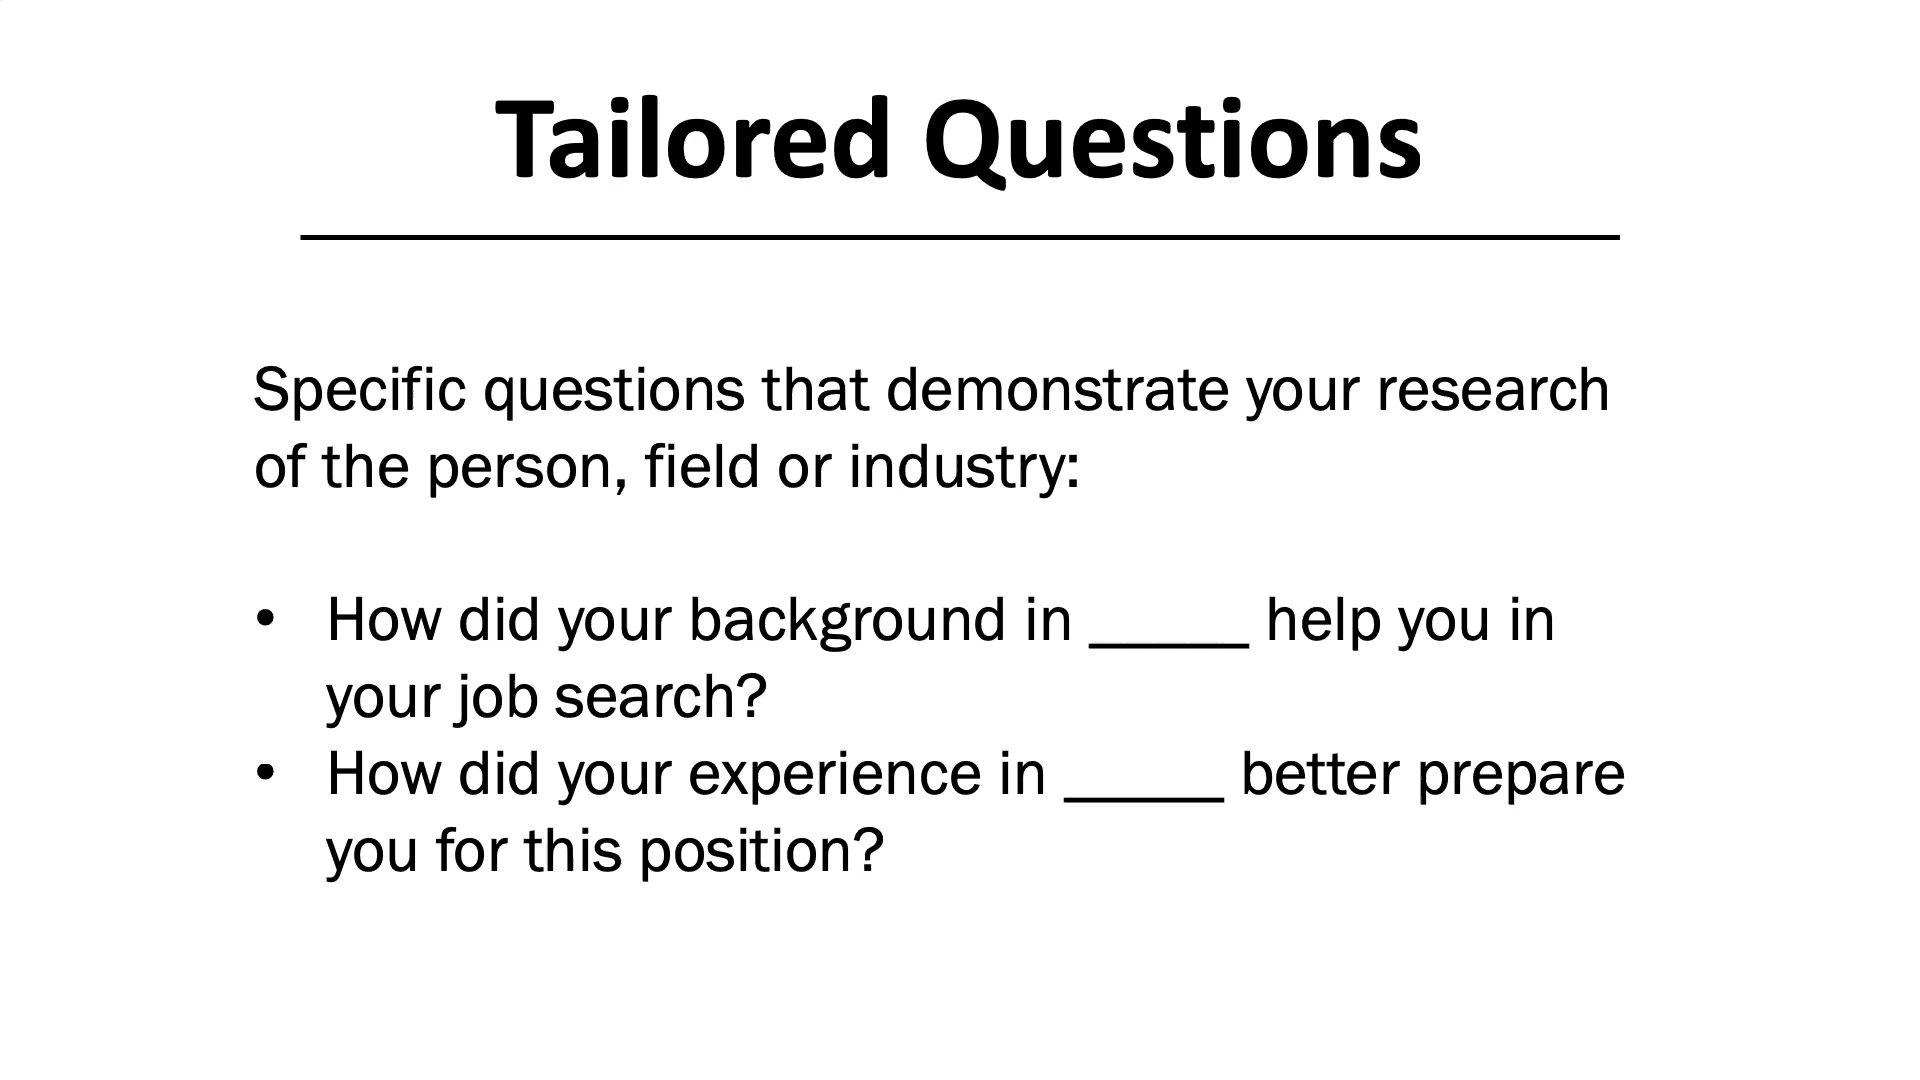 Tailored Questions
Specific questions that demonstrate your research
of the person, field or industry:
• How did your background in _____ help you in
your job search?
• How did your experience in _____ better prepare
you for this position?